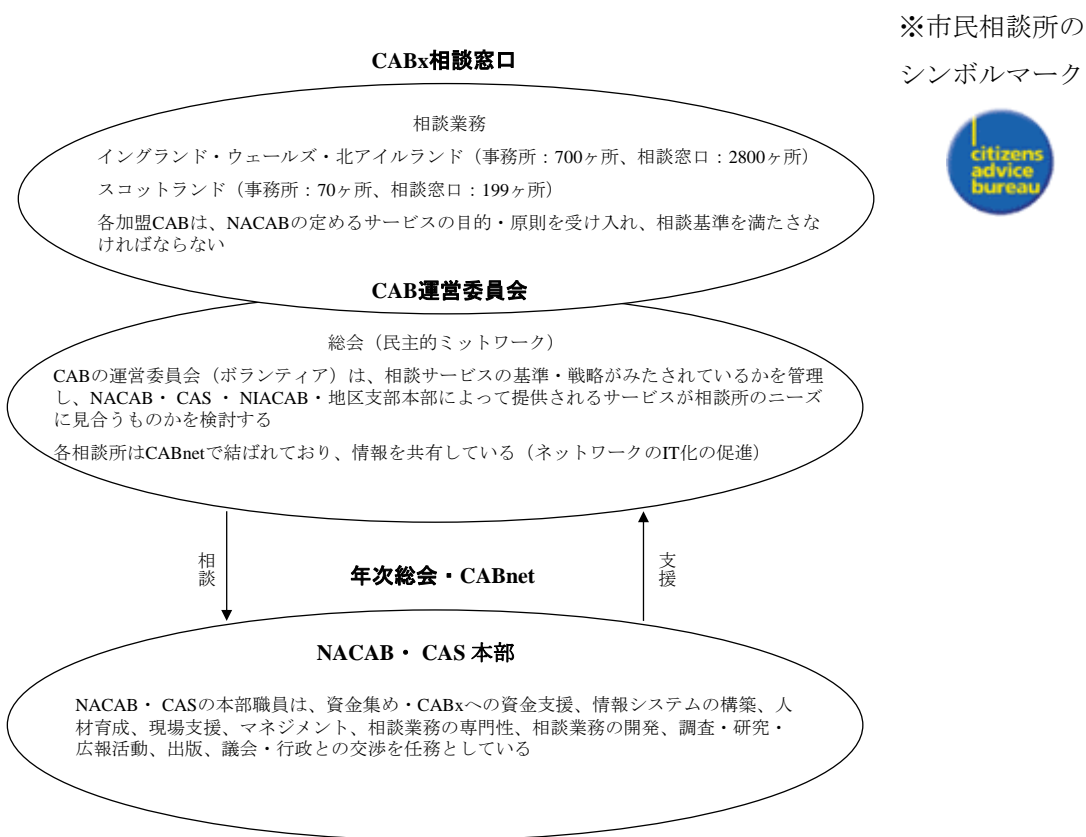 ※市民相談所の
シンボルマーク
citizens
advice
bureau
CABx相談窓口
相談業務
イングランド・ウェールズ・北アイルランド（事務所：700ヶ所、相談窓口：2800ヶ所）
スコットランド（事務所：70ヶ所、相談窓口：199ヶ所）
各加盟CABは、NACABの定めるサービスの目的・原則を受け入れ、相談基準を満たさな
ければならない
CAB運営委員会
総会（民主的ミットワーク）
CABの運営委員会（ボランティア）は、相談サービスの基準・戦略がみたされているかを管理
し、NACAB・ CAS ・ NIACAB・地区支部本部によって提供されるサービスが相談所のニーズ
に見合うものかを検討する
各相談所はCABnetで結ばれており、情報を共有している（ネットワークのIT化の促進）
相談
支援
年次総会・CABnet
NACAB・ CAS 本部
NACAB・ CASの本部職員は、資金集め・CABxへの資金支援、情報システムの構築、人
材育成、現場支援、マネジメント、相談業務の専門性、相談業務の開発、調査・研究・
広報活動、出版、議会・行政との交渉を任務としている